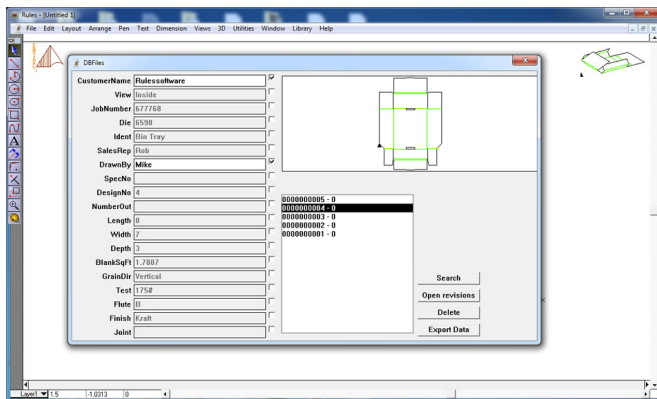 Rules - [Untitled 1]
# File Edit Layout Arrange Pen Text Dimension Views 3D Utilities Window Library Help
DBFiles
CustomerName Rulessoftware
View Inside
JobNumber 677768
Die 6598
Ident Bin Tray
SalesRep Rob
DrawnBy Mike
SpecNo
DesignNo 4
NumberOut
Length 8
Width 7
Depth 3
BlankSqFt 1.7887
GrainDir Vertical
Test 175#
Flute B
Finish Kraft
Joint
0000000005 - 0
0000000004 - 0
0000000003 - 0
0000000002 - 0
0000000001 - 0
Search
Open revisions
Delete
Export Data
Layer1 1.5 -1.0313 0